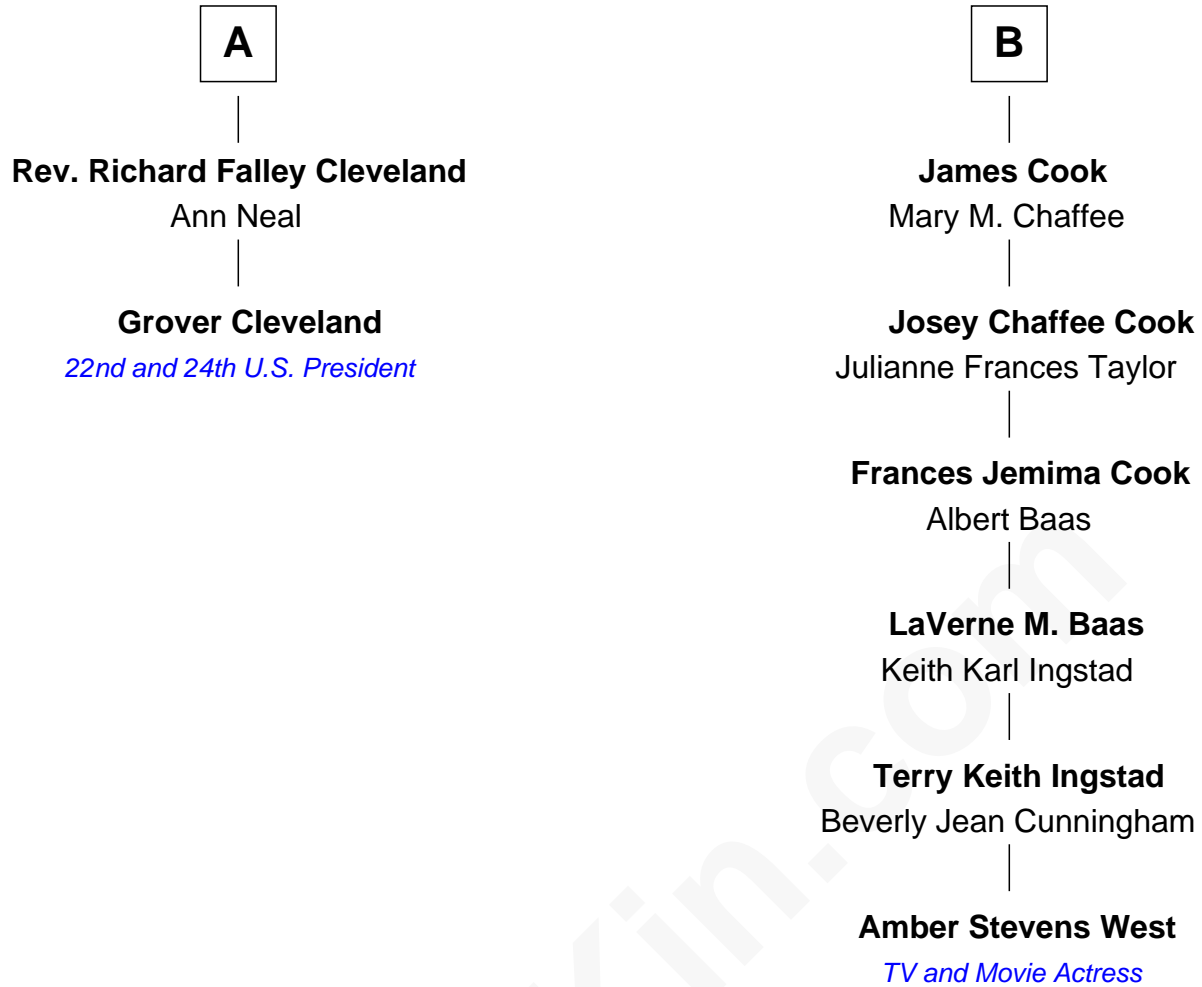 A
Rev. Richard Falley Cleveland
Ann Neal
Grover Cleveland
22nd and 24th U.S. President
B
James Cook
Mary M. Chaffee
Josey Chaffee Cook
Julianne Frances Taylor
Frances Jemima Cook
Albert Baas
LaVerne M. Baas
Keith Karl Ingstad
Terry Keith Ingstad
Beverly Jean Cunningham
Amber Stevens West
TV and Movie Actress
Kin.com